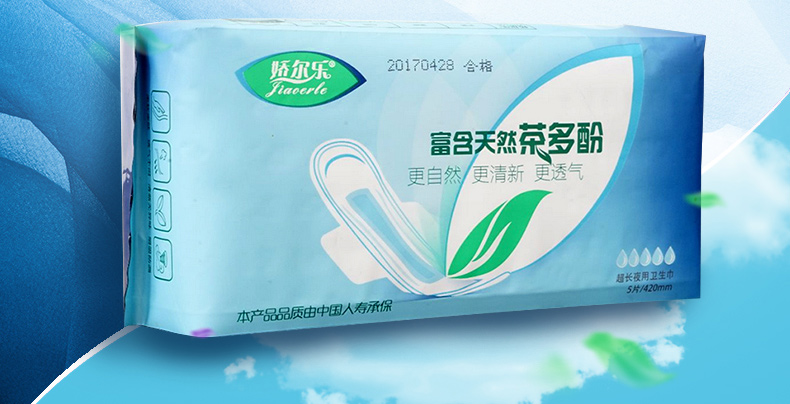 娇尔乐®
Jiaoerle
20170428 合格
富含天然茶多酚
更自然 更清新 更透气
超长夜用卫生巾
5片/420mm
本产品品质由中国人寿承保